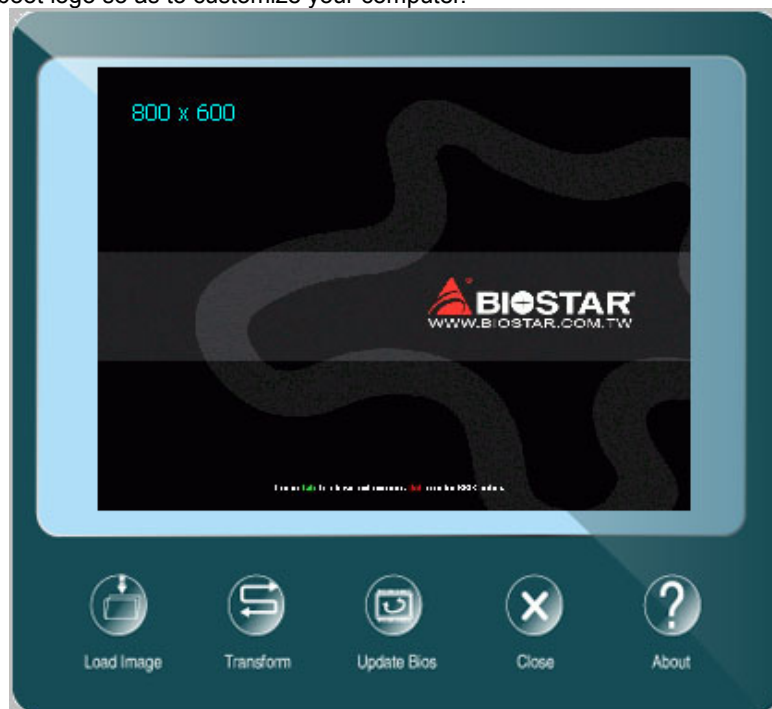 boot logo so as to customize your computer.
800 x 600
BIOSTAR
WWW.BIOSTAR.COM.TW
Load Image
Transform
Update Bios
Close
About